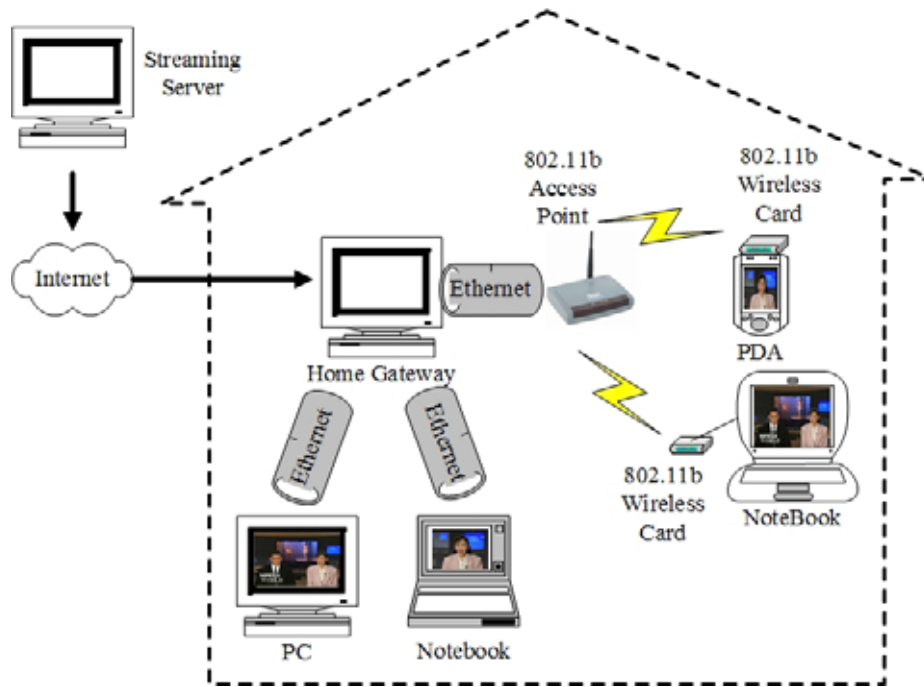 Streaming
Server
Internet
802.11b
Access
Point
802.11b
Wireless
Card
Ethernet
Home Gateway
PDA
Ethernet
Ethernet
802.11b
Wireless
Card
NoteBook
PC
Notebook